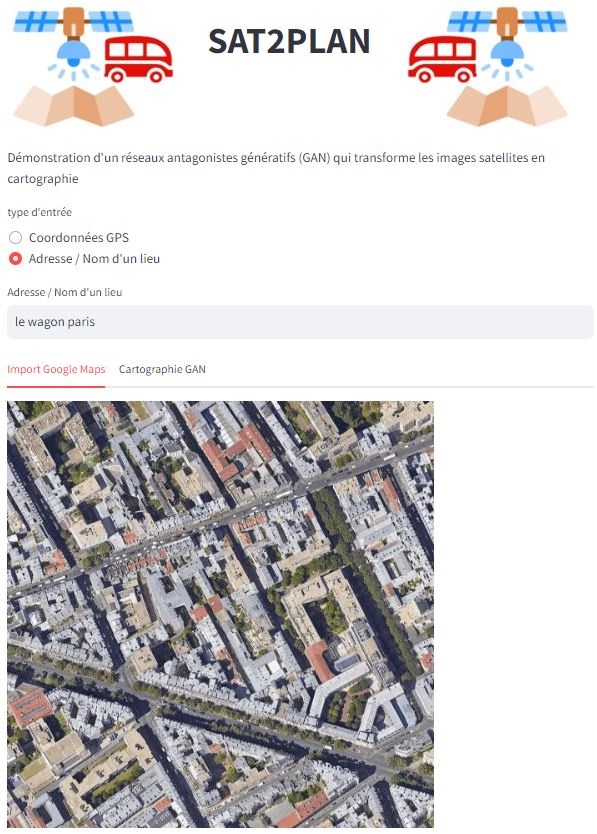 SAT2PLAN
Démonstration d'un réseaux antagonistes génératifs (GAN) qui transforme les images satellites en
cartographie
type d'entrée
Coordonnées GPS
Adresse / Nom d'un lieu
Adresse / Nom d'un lieu
le wagon paris
Import Google Maps
Cartographie GAN